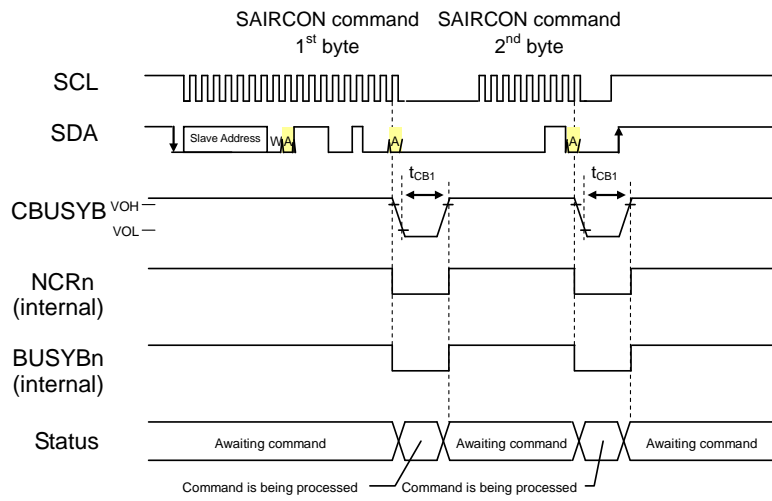 SAIRCON command
1st byte
SAIRCON command
2nd byte
SCL
SDA
Slave Address
W
A
A
A
tCB1
tCB1
CBUSYB
VOH
VOL
NCRn
(internal)
BUSYBn
(internal)
Status
Awaiting command
Awaiting command
Awaiting command
Command is being processed
Command is being processed